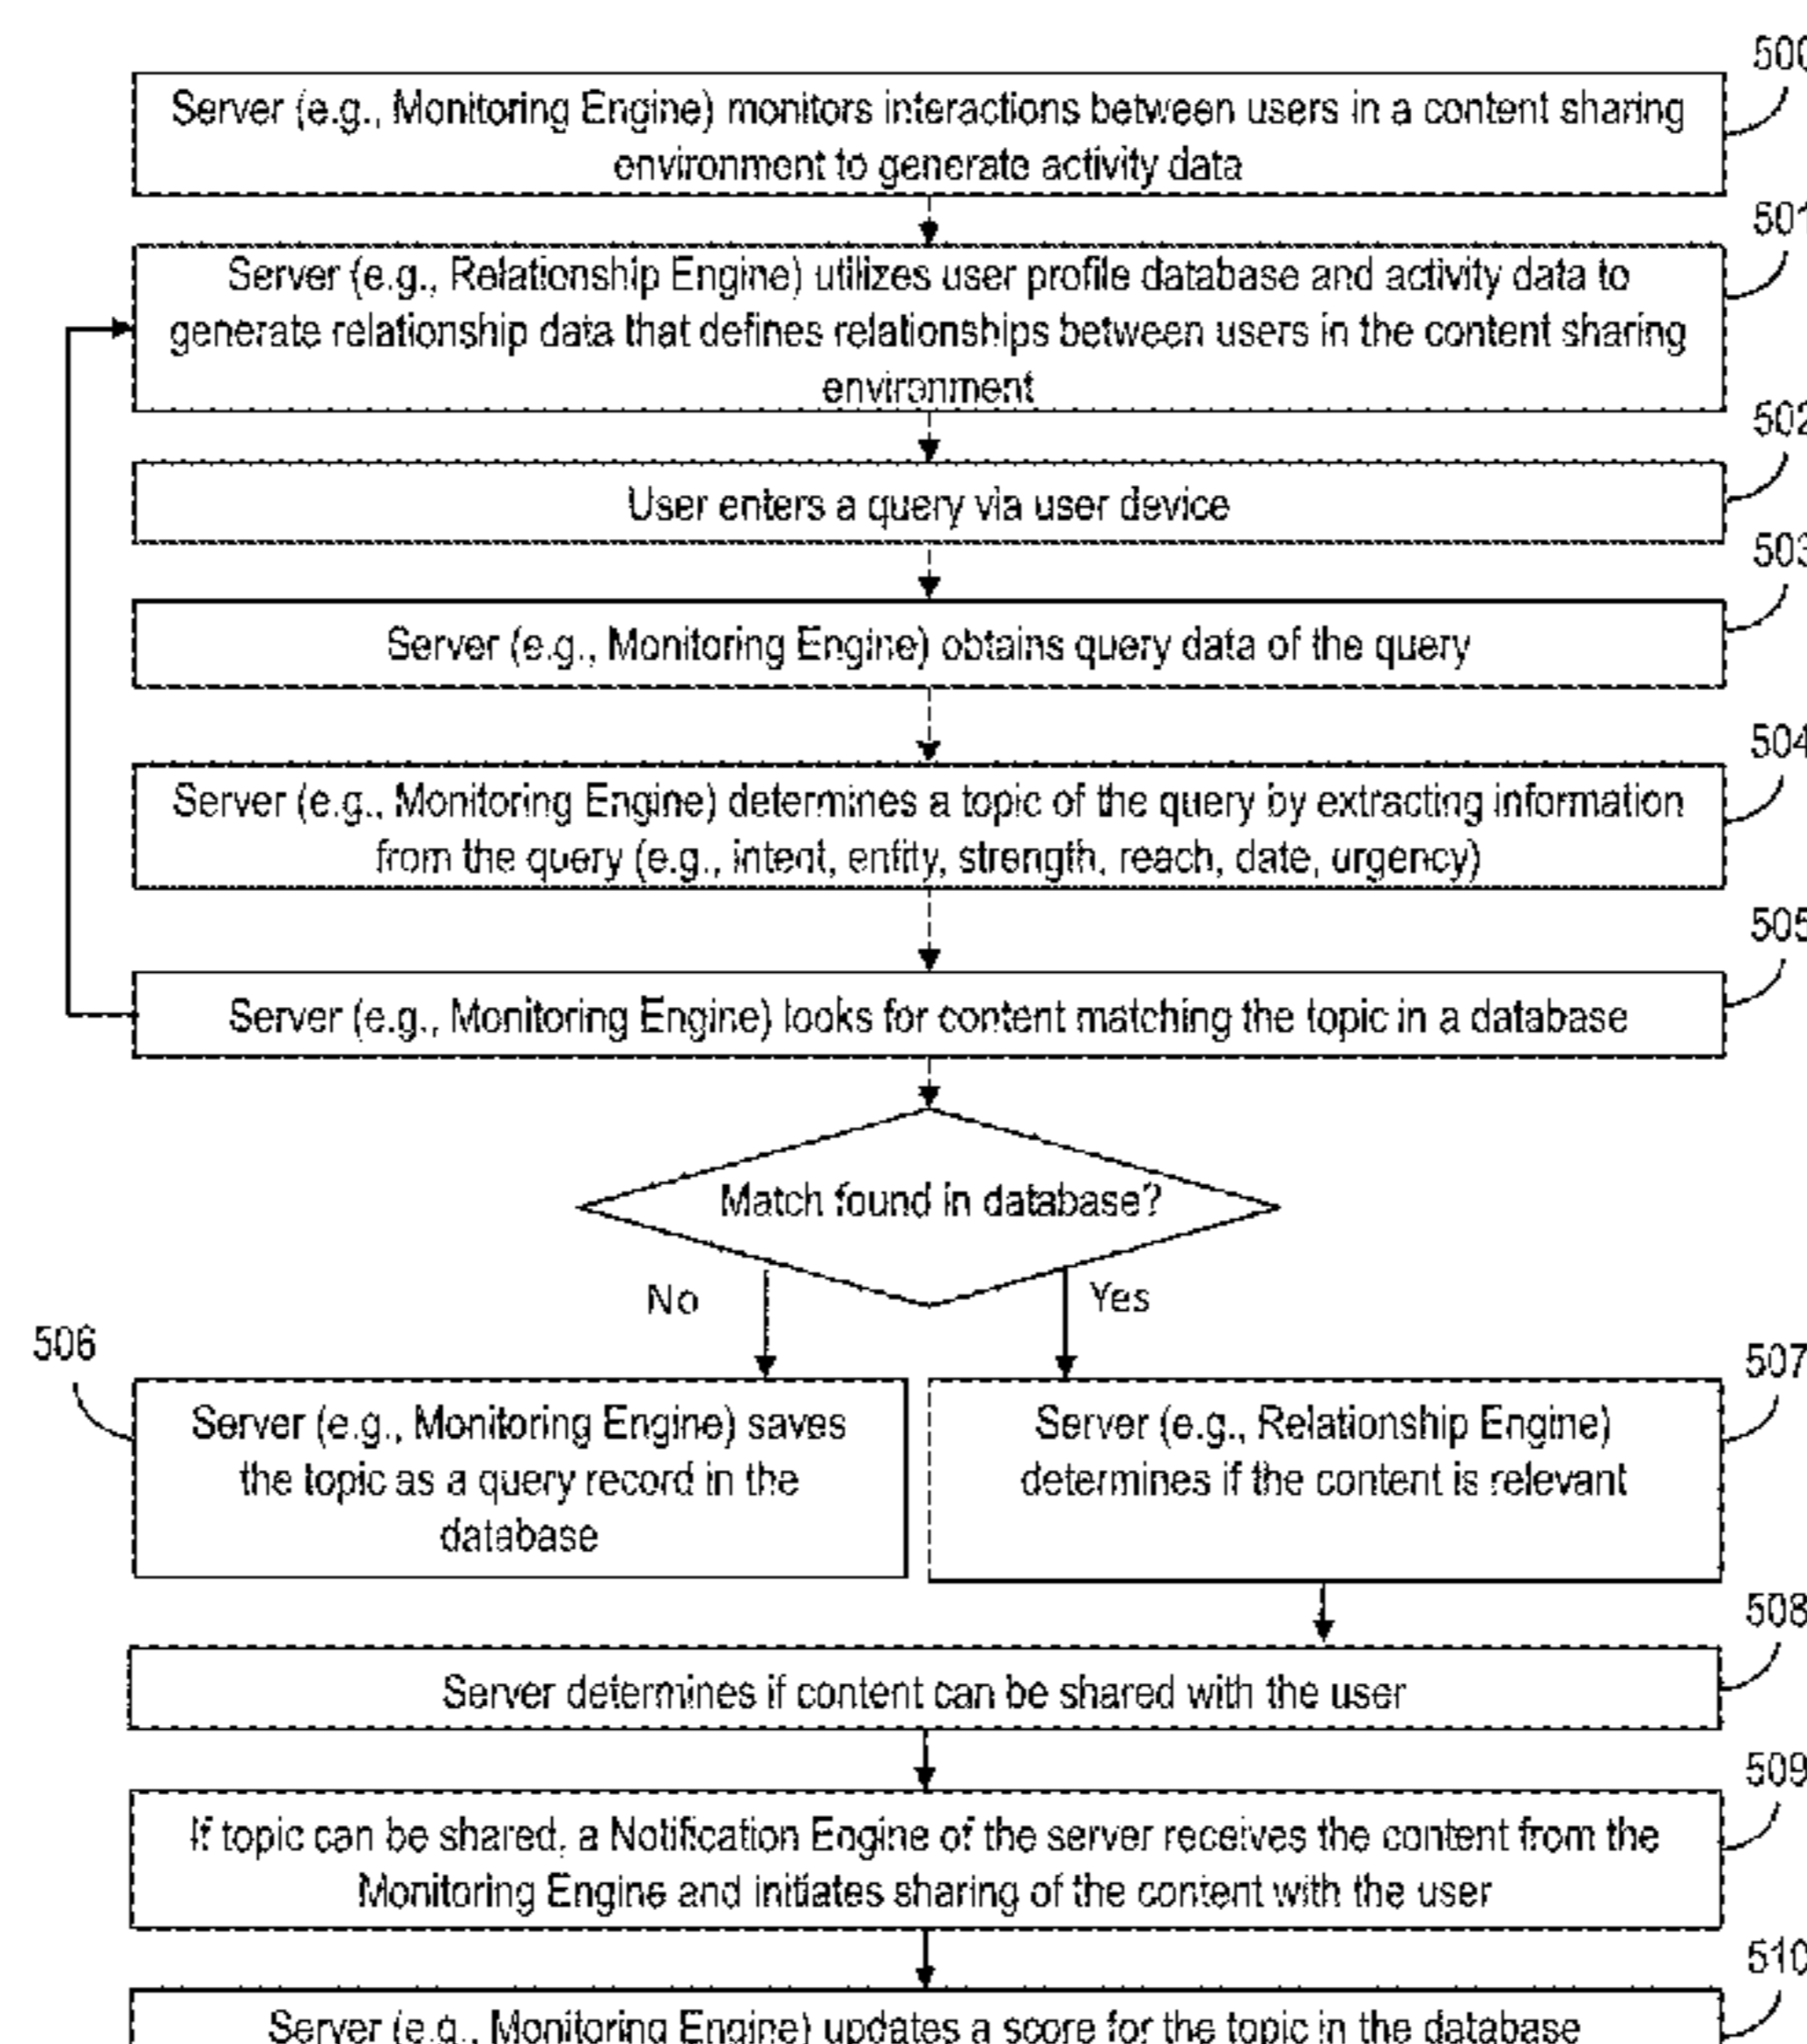 500
Server (e.g., Monitoring Engine) monitors interactions between users in a content sharing
environment to generate activity data
501
Server (e.g., Relationship Engine) utilizes user profile database and activity data to
generate relationship data that defines relationships between users in the content sharing
environment
502
User enters a query via user device
503
Server (e.g., Monitoring Engine) obtains query data of the query
504
Server (e.g., Monitoring Engine) determines a topic of the query by extracting information
from the query (e.g., intent, entity, strength, reach, date, urgency)
505
Server (e.g., Monitoring Engine) looks for content matching the topic in a database
Match found in database?
No
Yes
506
Server (e.g., Monitoring Engine) saves
the topic as a query record in the
database
507
Server (e.g., Relationship Engine)
determines if the content is relevant
508
Server determines if content can be shared with the user
509
If topic can be shared, a Notification Engine of the server receives the content from the
Monitoring Engine and initiates sharing of the content with the user
510
Server (e.g., Monitoring Engine) updates a score for the topic in the database